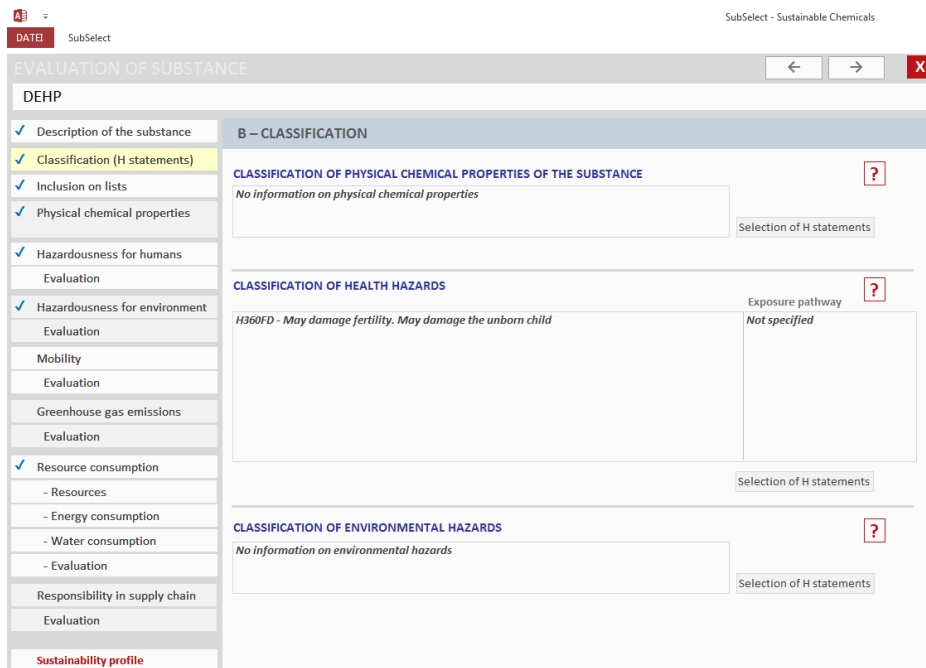 SubSelect - Sustainable Chemicals
DATEI SubSelect
EVALUATION OF SUBSTANCE
X
DEHP
Description of the substance
Classification (H statements)
Inclusion on lists
Physical chemical properties
Hazardousness for humans
Evaluation
Hazardousness for environment
Evaluation
Mobility
Evaluation
Greenhouse gas emissions
Evaluation
Resource consumption
- Resources
- Energy consumption
- Water consumption
- Evaluation
Responsibility in supply chain
Evaluation
Sustainability profile
B – CLASSIFICATION
CLASSIFICATION OF PHYSICAL CHEMICAL PROPERTIES OF THE SUBSTANCE
?
No information on physical chemical properties
Selection of H statements
CLASSIFICATION OF HEALTH HAZARDS
?
Exposure pathway
H360FD - May damage fertility. May damage the unborn child
Not specified
Selection of H statements
CLASSIFICATION OF ENVIRONMENTAL HAZARDS
?
No information on environmental hazards
Selection of H statements